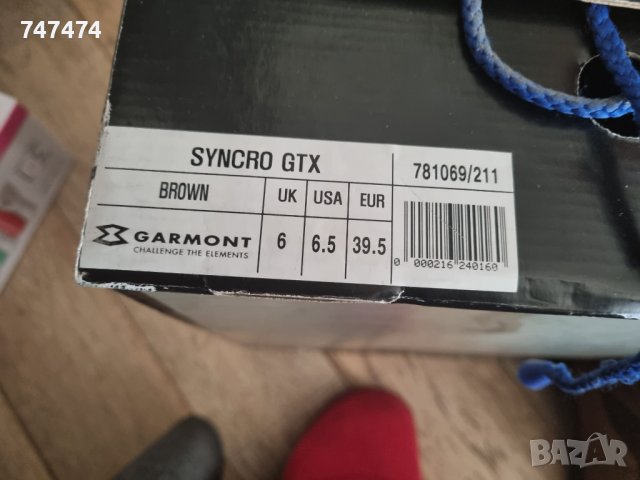 747474
SYNCRO GTX
781069/211
BROWN
UK
USA
EUR
GARMONT
CHALLENGE THE ELEMENTS
6
6.5
39.5
0 000216 240160
BAZAR